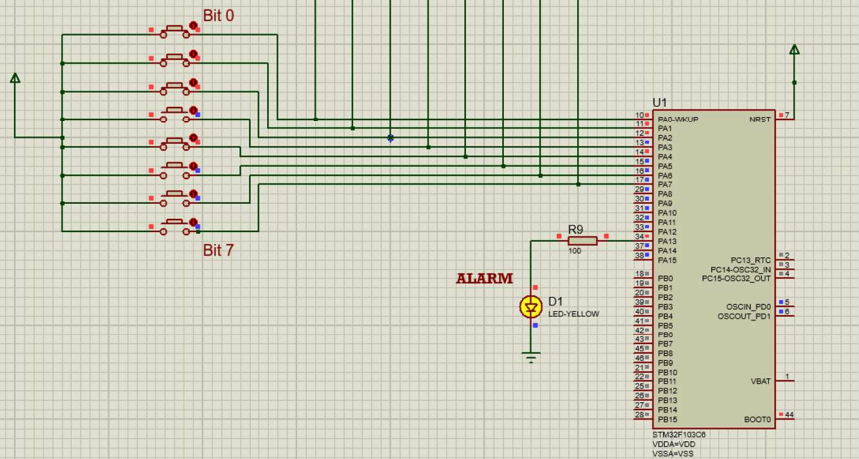 Bit 0
U1
10 PA0-WKUP NRST 7
11 PA1
12 PA2
13 PA3
14 PA4
15 PA5
16 PA6
17 PA7
29 PA8
30 PA9
31 PA10
32 PA11
33 PA12
34 PA13
37 PA14
38 PA15
Bit 7
R9
100
PC13_RTC 2
PC14-OSC32_IN 3
PC15-OSC32_OUT 4
ALARM
D1
LED-YELLOW
18 PB0
19 PB1
20 PB2
39 PB3
40 PB4
41 PB5
42 PB6
43 PB7
45 PB8
46 PB9
21 PB10
22 PB11
25 PB12
26 PB13
27 PB14
28 PB15
OSCIN_PD0 5
OSCOUT_PD1 6
VBAT 1
BOOT0 44
STM32F103C6
VDDA=VDD
VSSA=VSS